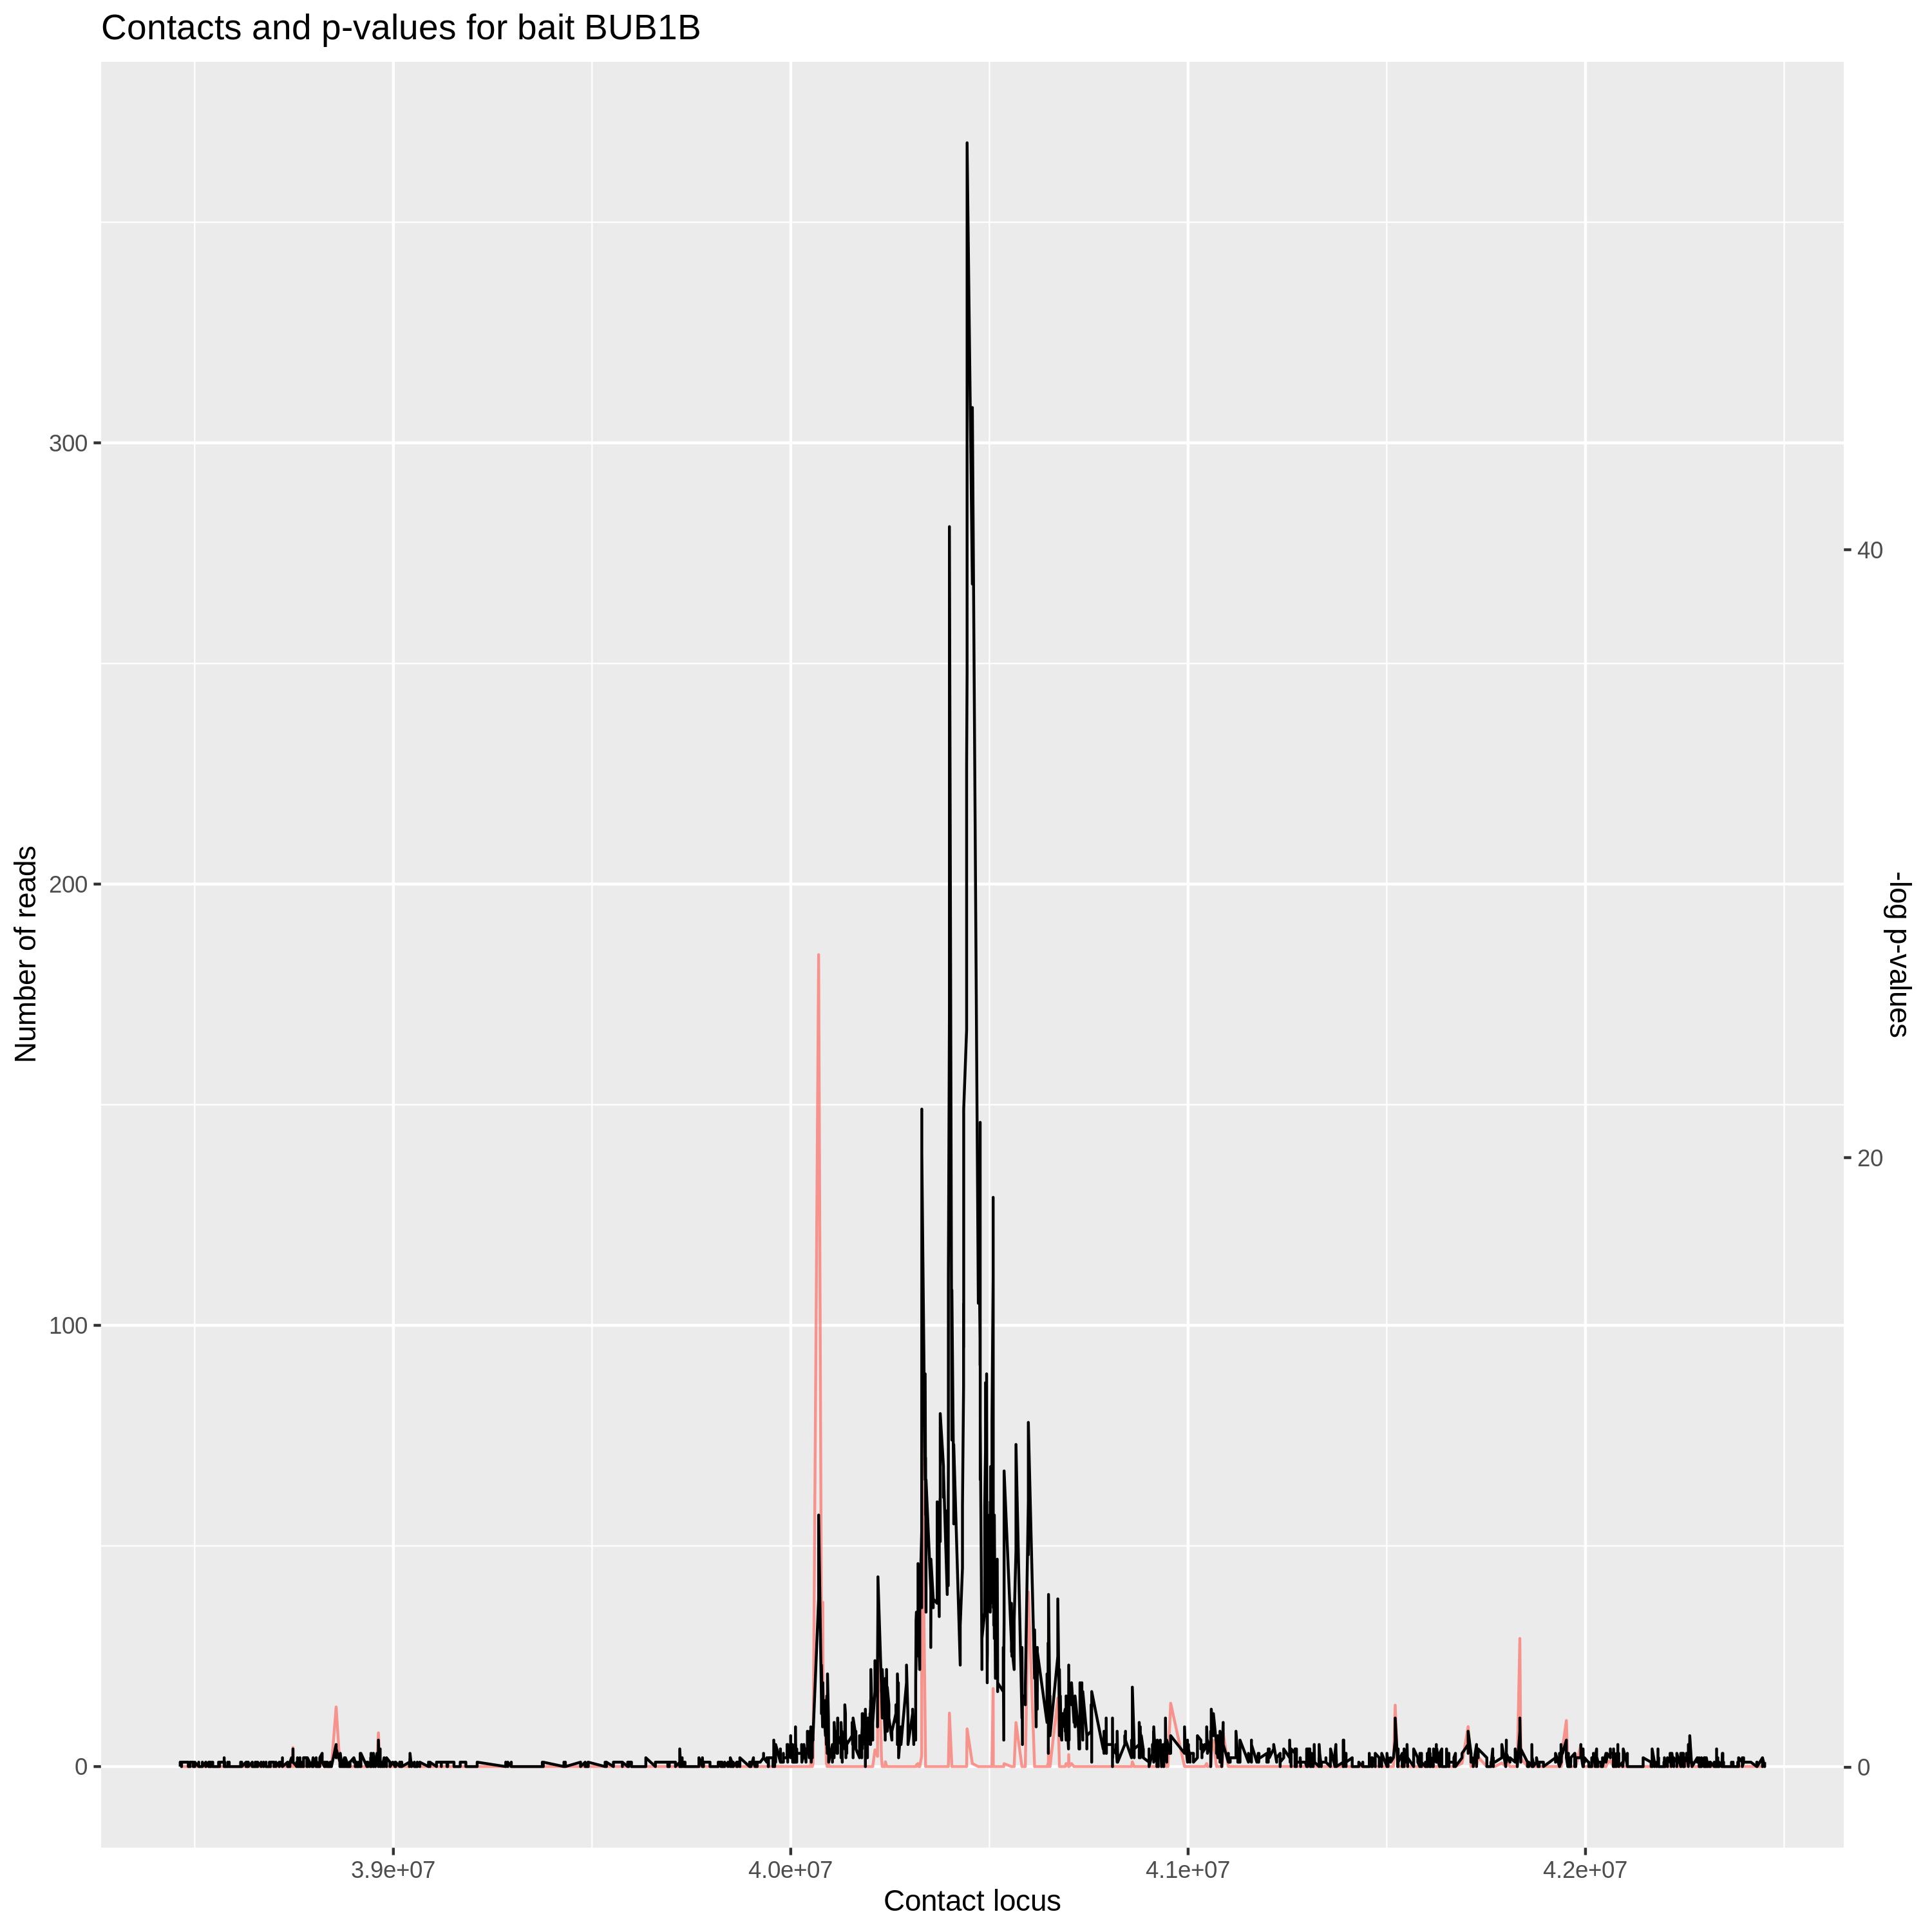 Contacts and p-values for bait BUB1B
Number of reads
300
200
100
0
40
20
0
-log p-values
3.9e+07
4.0e+07
4.1e+07
4.2e+07
Contact locus